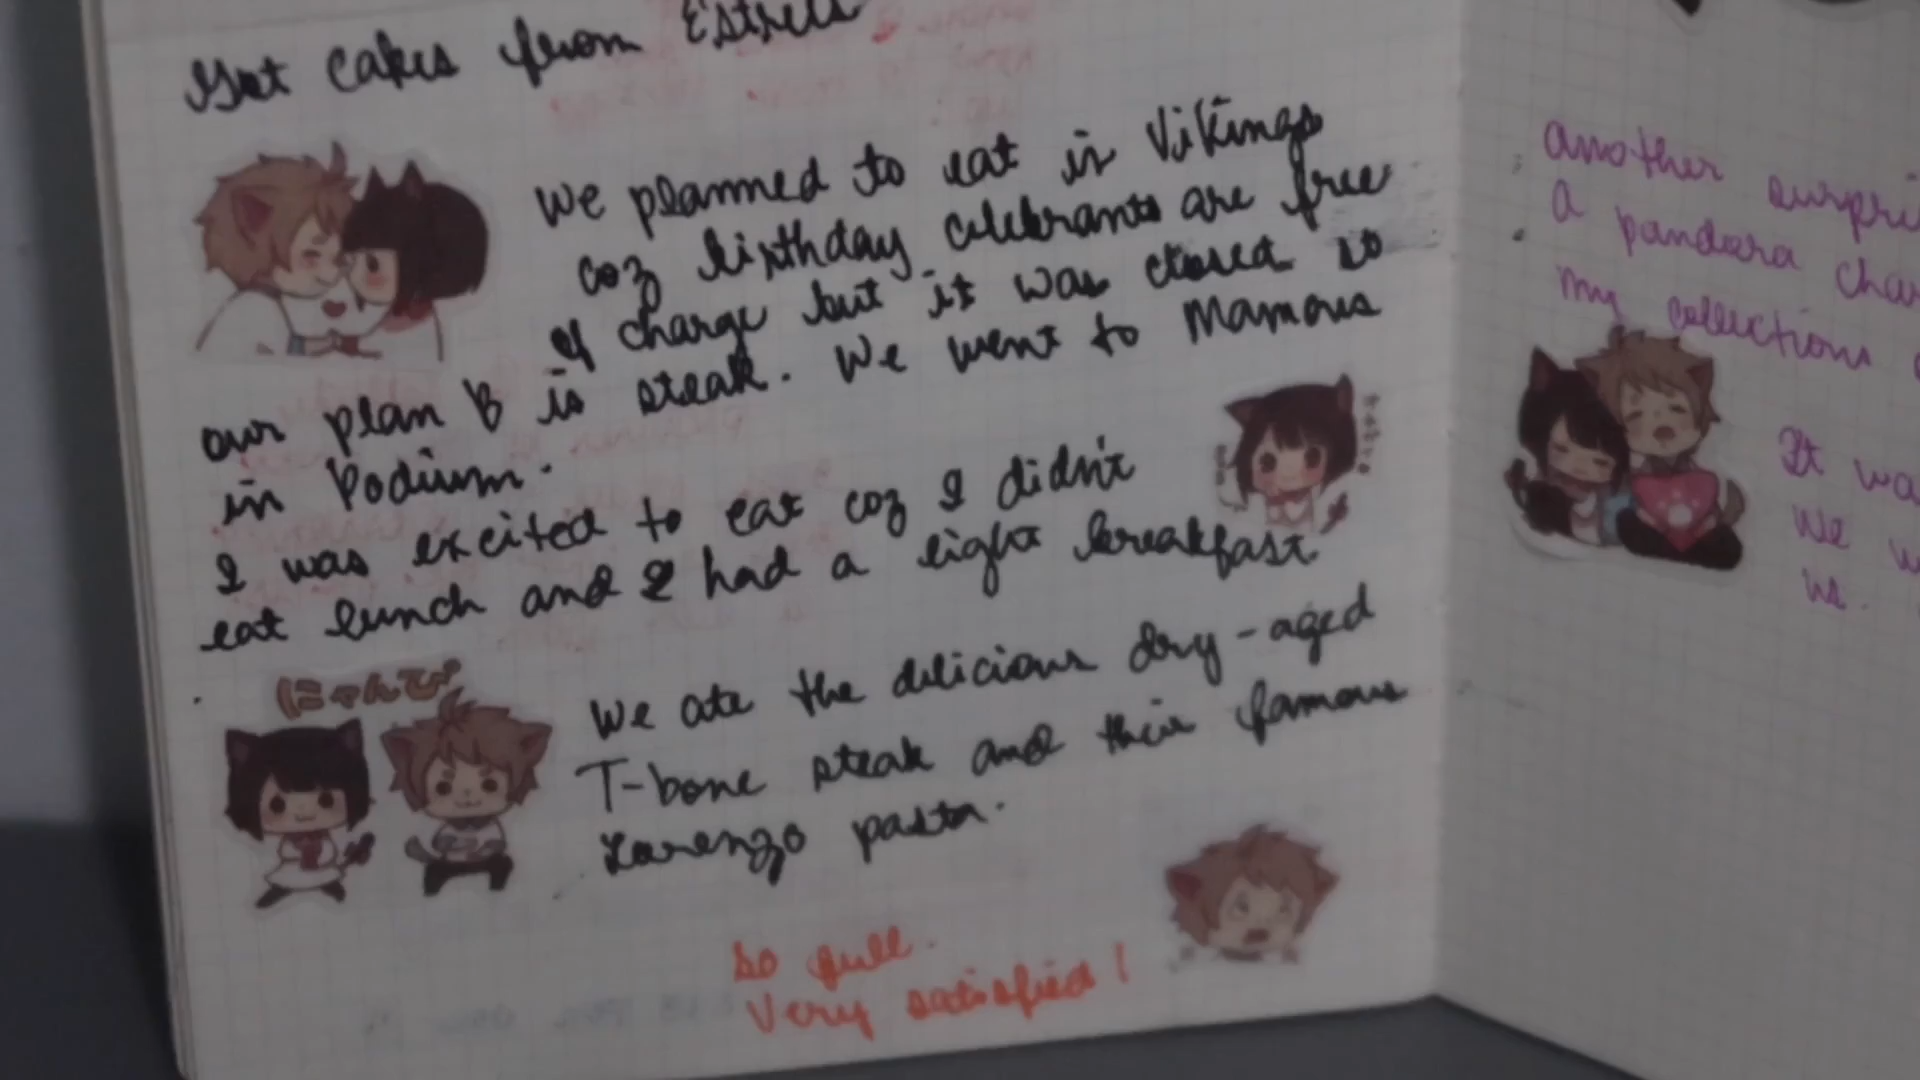 Got cakes from Estrel
We planned to eat in Vikings
coz birthday celebrants are free
of charge but it was closed so
our plan B is steak. We went to Mamous
in Podium.
I was excited to eat coz I didn't
eat lunch and I had a light breakfast
.
にゃんぴ
We ate the delicious dry-aged
T-bone steak and their famous
Lorenzo pasta.
So full.
Very satisfied!
another surpri
a pandora char
my collections
It wa
We w
us.